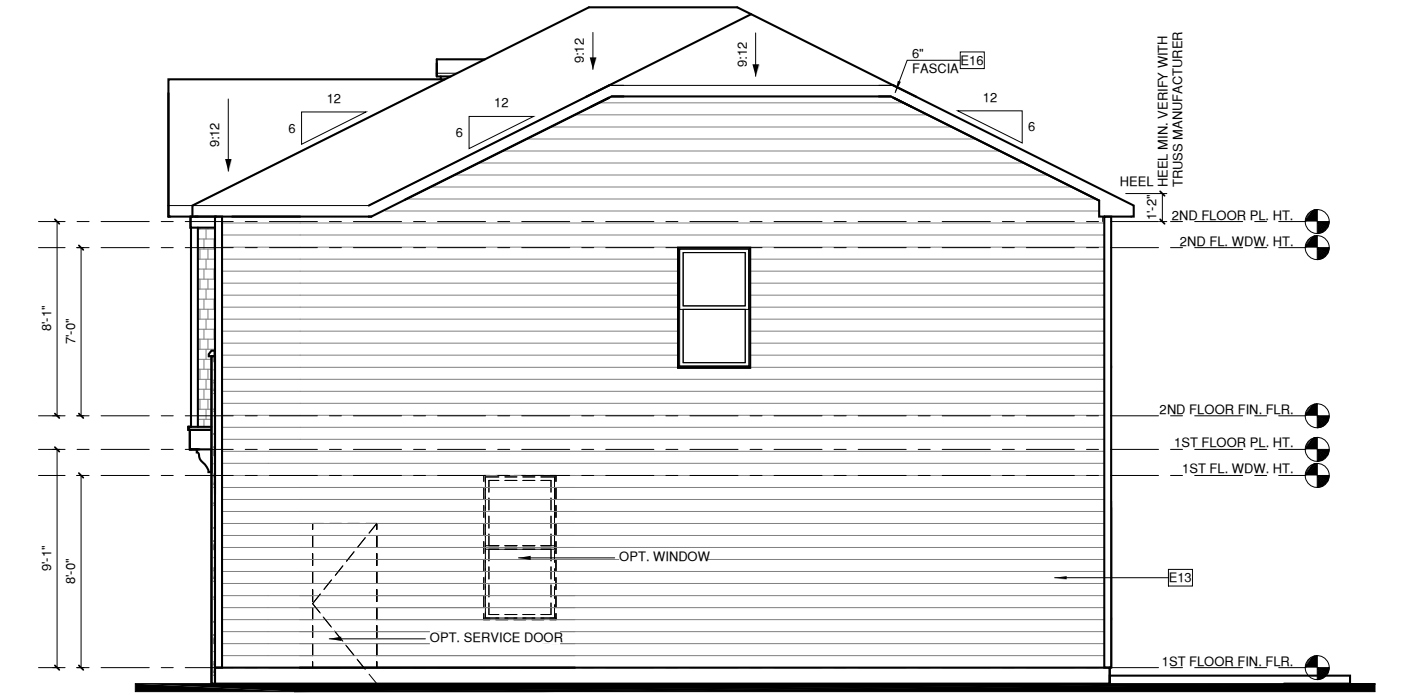 9:12
9:12
6"
FASCIA E16
HEEL MIN. VERIFY WITH
TRUSS MANUFACTURER
12
6
12
6
12
6
9:12
HEEL
1'-2"
2ND FLOOR PL. HT.
2ND FL. WDW. HT.
8'-1"
7'-0"
2ND FLOOR FIN. FLR.
1ST FLOOR PL. HT.
1ST FL. WDW. HT.
9'-1"
8'-0"
OPT. WINDOW
E13
OPT. SERVICE DOOR
1ST FLOOR FIN. FLR.